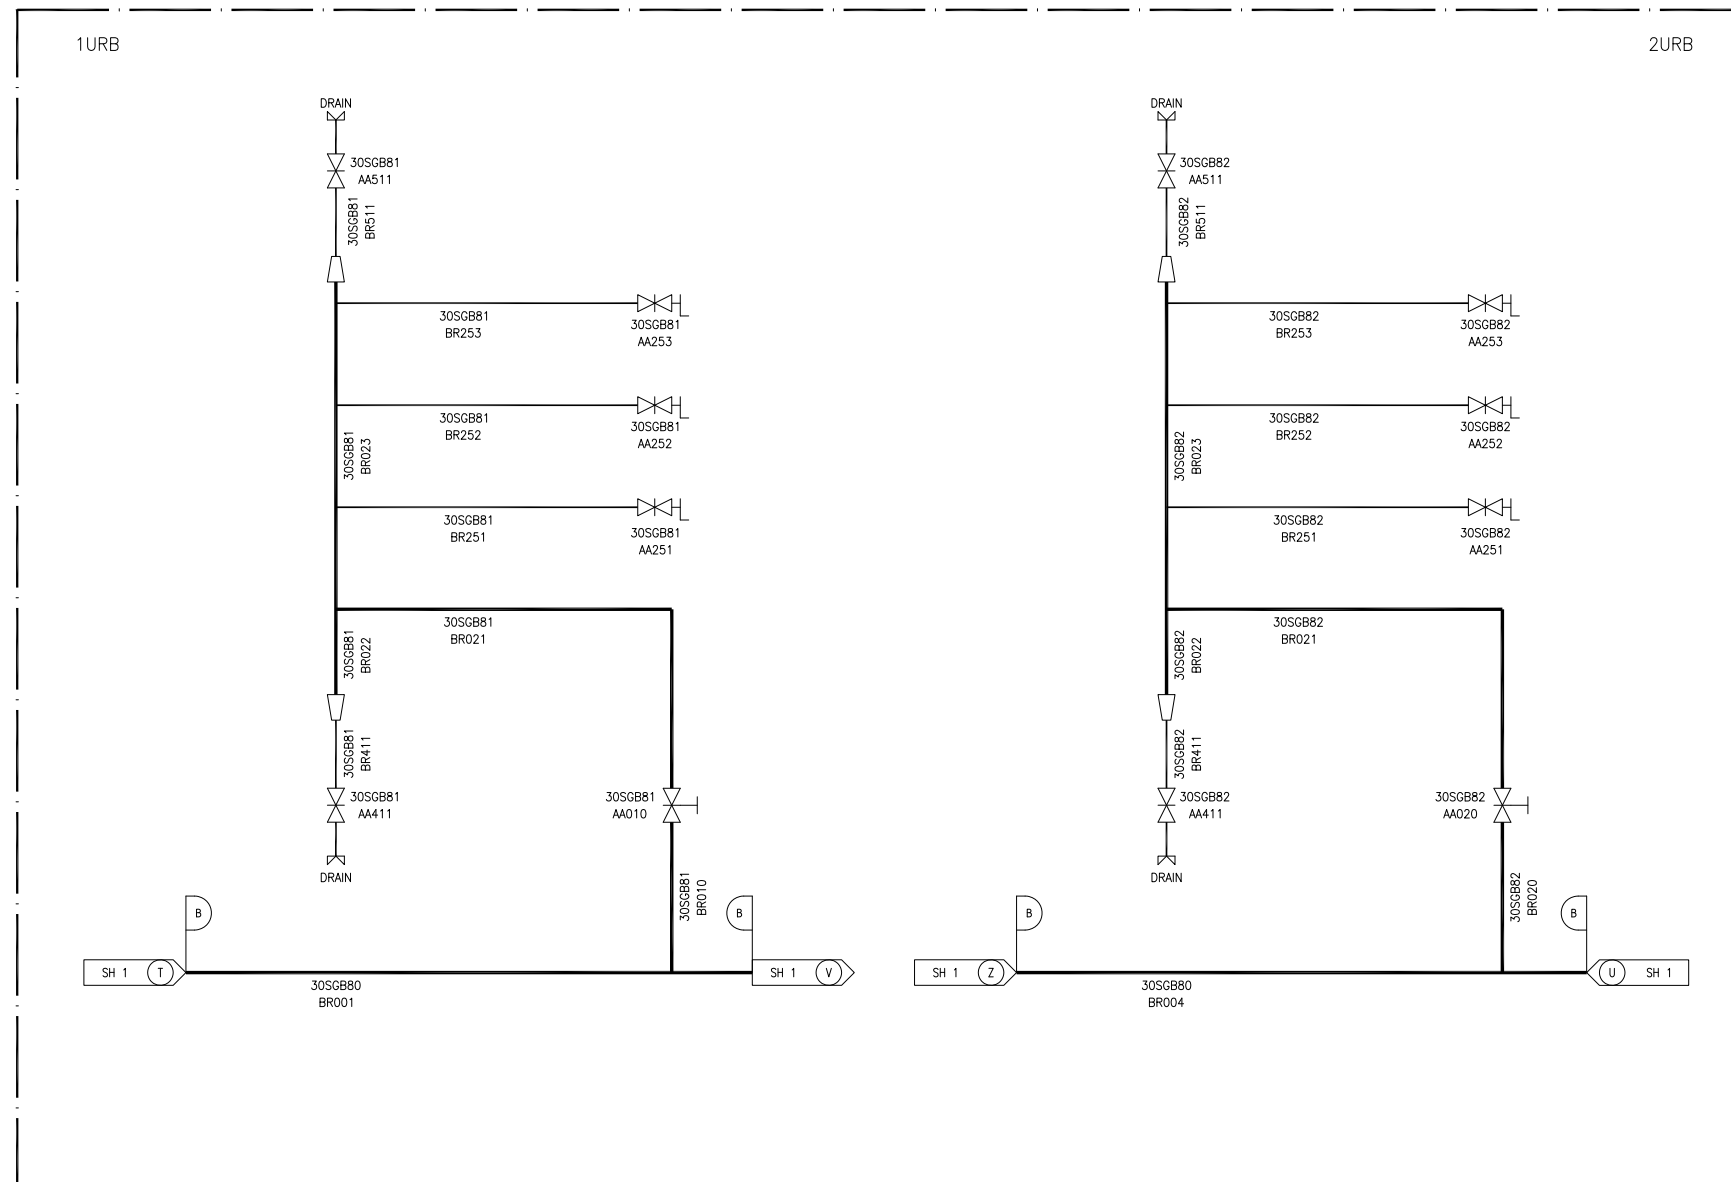 1URB
2URB
DRAIN
30SGB81
AA511
30SGB81
BR511
30SGB81
BR253
30SGB81
AA253
30SGB81
BR252
30SGB81
AA252
30SGB81
BR023
30SGB81
BR251
30SGB81
AA251
30SGB81
BR021
30SGB81
BR022
30SGB81
BR411
30SGB81
AA411
DRAIN
30SGB81
AA010
30SGB81
BR010
B
B
SH 1 T
SH 1 V
30SGB80
BR001
DRAIN
30SGB82
AA511
30SGB82
BR511
30SGB82
BR253
30SGB82
AA253
30SGB82
BR252
30SGB82
AA252
30SGB82
BR023
30SGB82
BR251
30SGB82
AA251
30SGB82
BR021
30SGB82
BR022
30SGB82
BR411
30SGB82
AA411
DRAIN
30SGB82
AA020
30SGB82
BR020
B
B
SH 1 Z
U SH 1
30SGB80
BR004